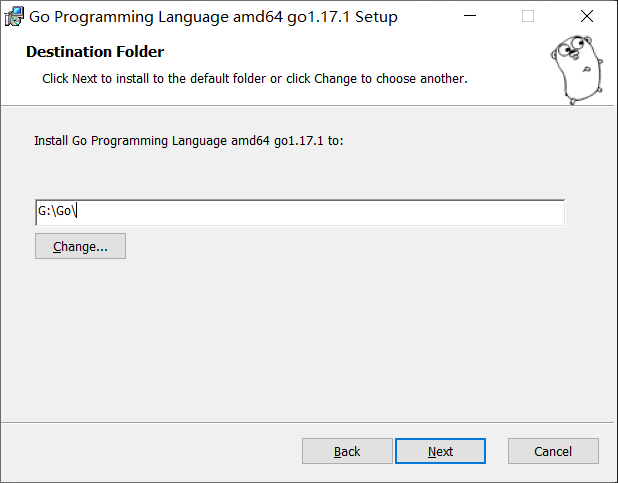 Go Programming Language amd64 go1.17.1 Setup
Destination Folder
Click Next to install to the default folder or click Change to choose another.
Install Go Programming Language amd64 go1.17.1 to:
G:\Go\
Change...
Back Next Cancel